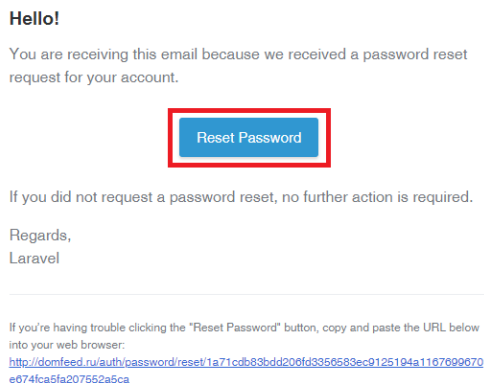 Hello!
You are receiving this email because we received a password reset
request for your account.
Reset Password
If you did not request a password reset, no further action is required.
Regards,
Laravel
If you're having trouble clicking the "Reset Password" button, copy and paste the URL below
into your web browser:
http://domfeed.ru/auth/password/reset/1a71cdb83bdd206fd3356583ec9125194a1167699670
e674fca5fa207552a5ca